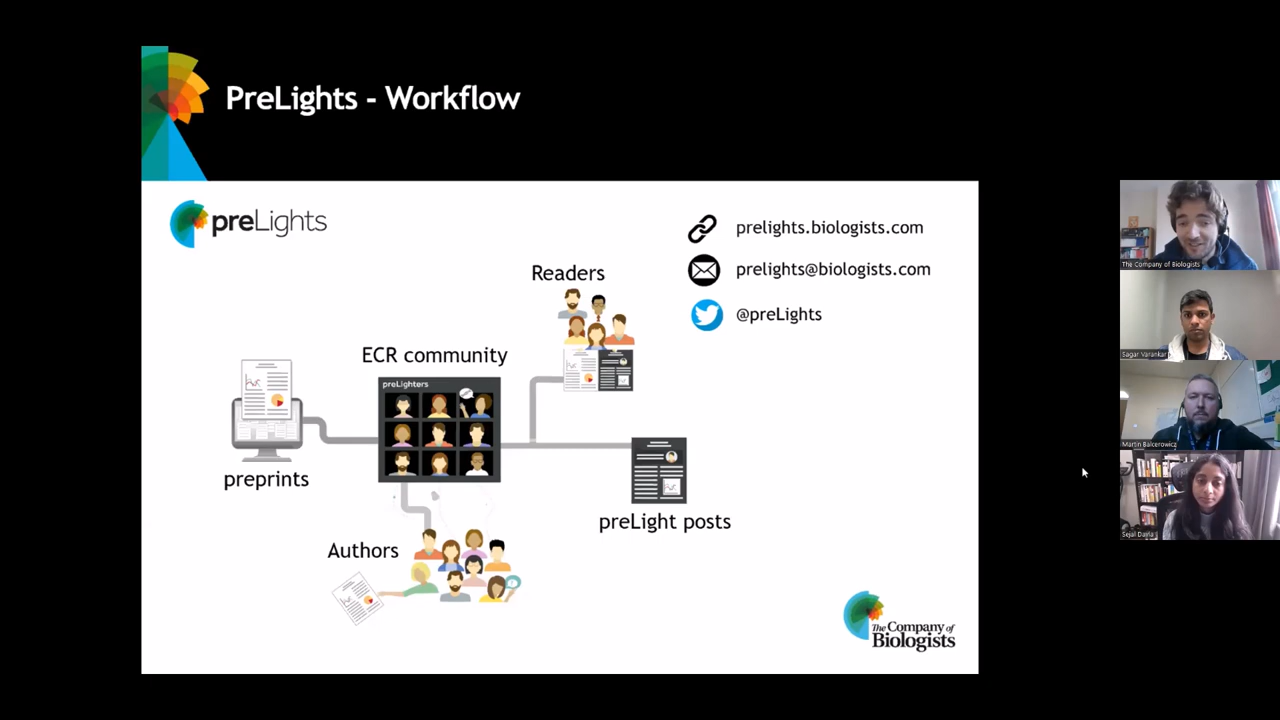 PreLights - Workflow
preLights
prelights.biologists.com
prelights@biologists.com
@preLights
Readers
ECR community
preLighters
preprints
preLight posts
Authors
The Company of
Biologists
The Company of Biologists
Sagar Varankar
Martin Balcerowicz
Sejal Davla